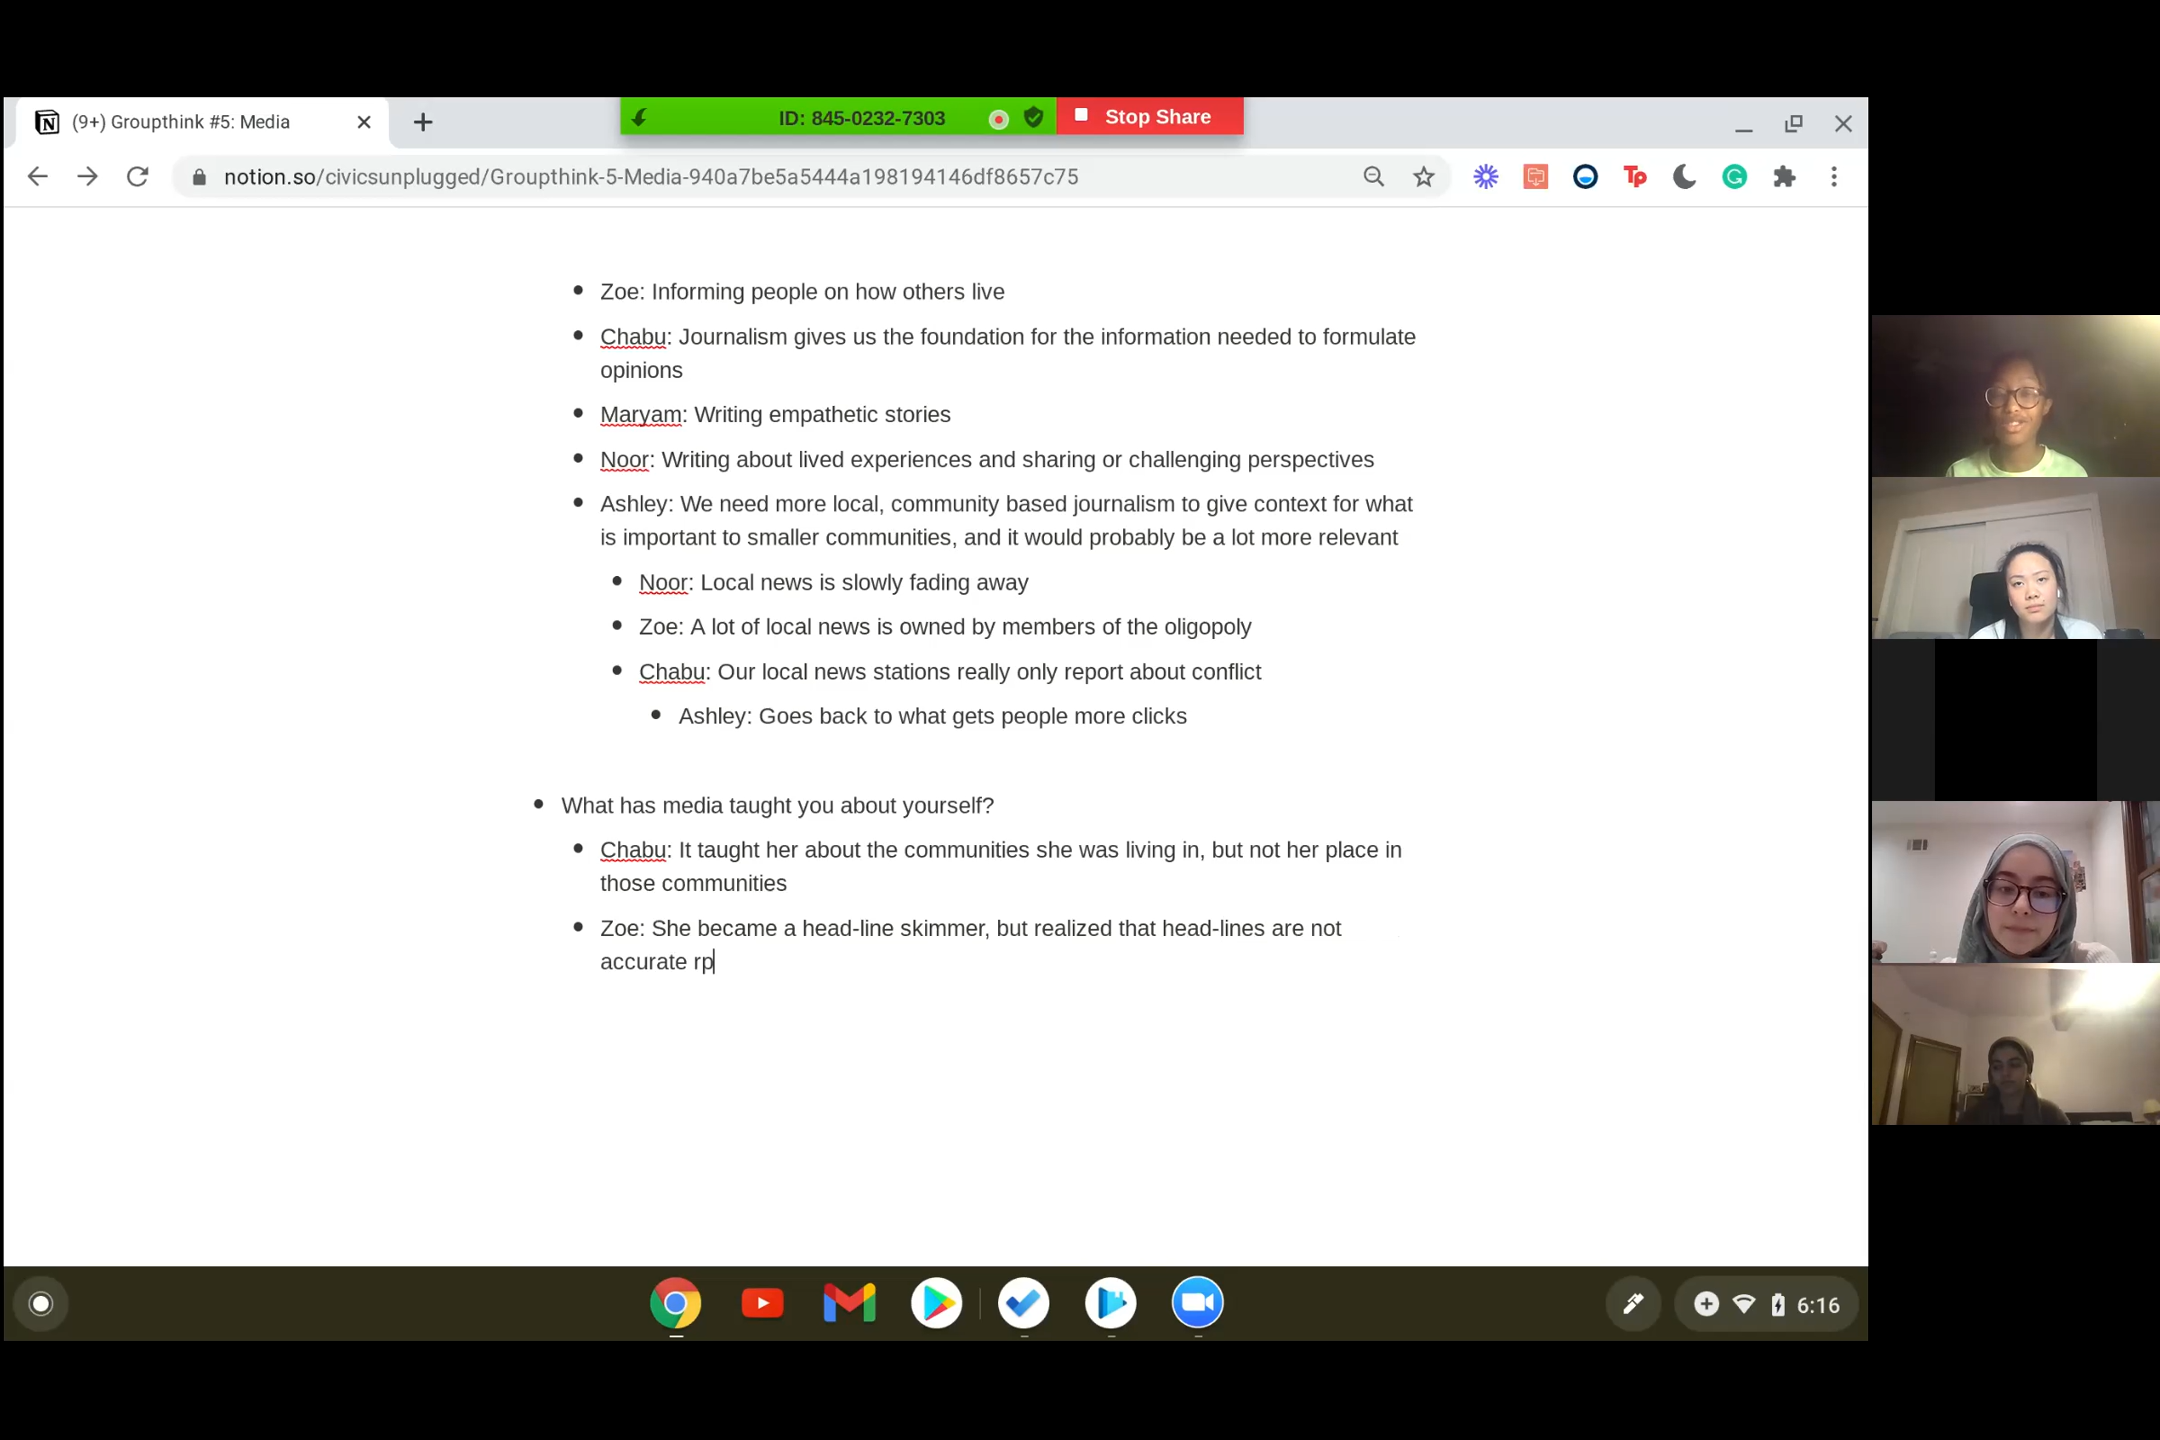 (9+) Groupthink #5: Media
ID: 845-0232-7303
Stop Share
notion.so/civicsunplugged/Groupthink-5-Media-940a7be5a5444a198194146df8657c75
Tp
Zoe: Informing people on how others live
Chabu: Journalism gives us the foundation for the information needed to formulate
opinions
Maryam: Writing empathetic stories
Noor: Writing about lived experiences and sharing or challenging perspectives
Ashley: We need more local, community based journalism to give context for what
is important to smaller communities, and it would probably be a lot more relevant
Noor: Local news is slowly fading away
Zoe: A lot of local news is owned by members of the oligopoly
Chabu: Our local news stations really only report about conflict
Ashley: Goes back to what gets people more clicks
What has media taught you about yourself?
Chabu: It taught her about the communities she was living in, but not her place in
those communities
Zoe: She became a head-line skimmer, but realized that head-lines are not
accurate rp
6:16